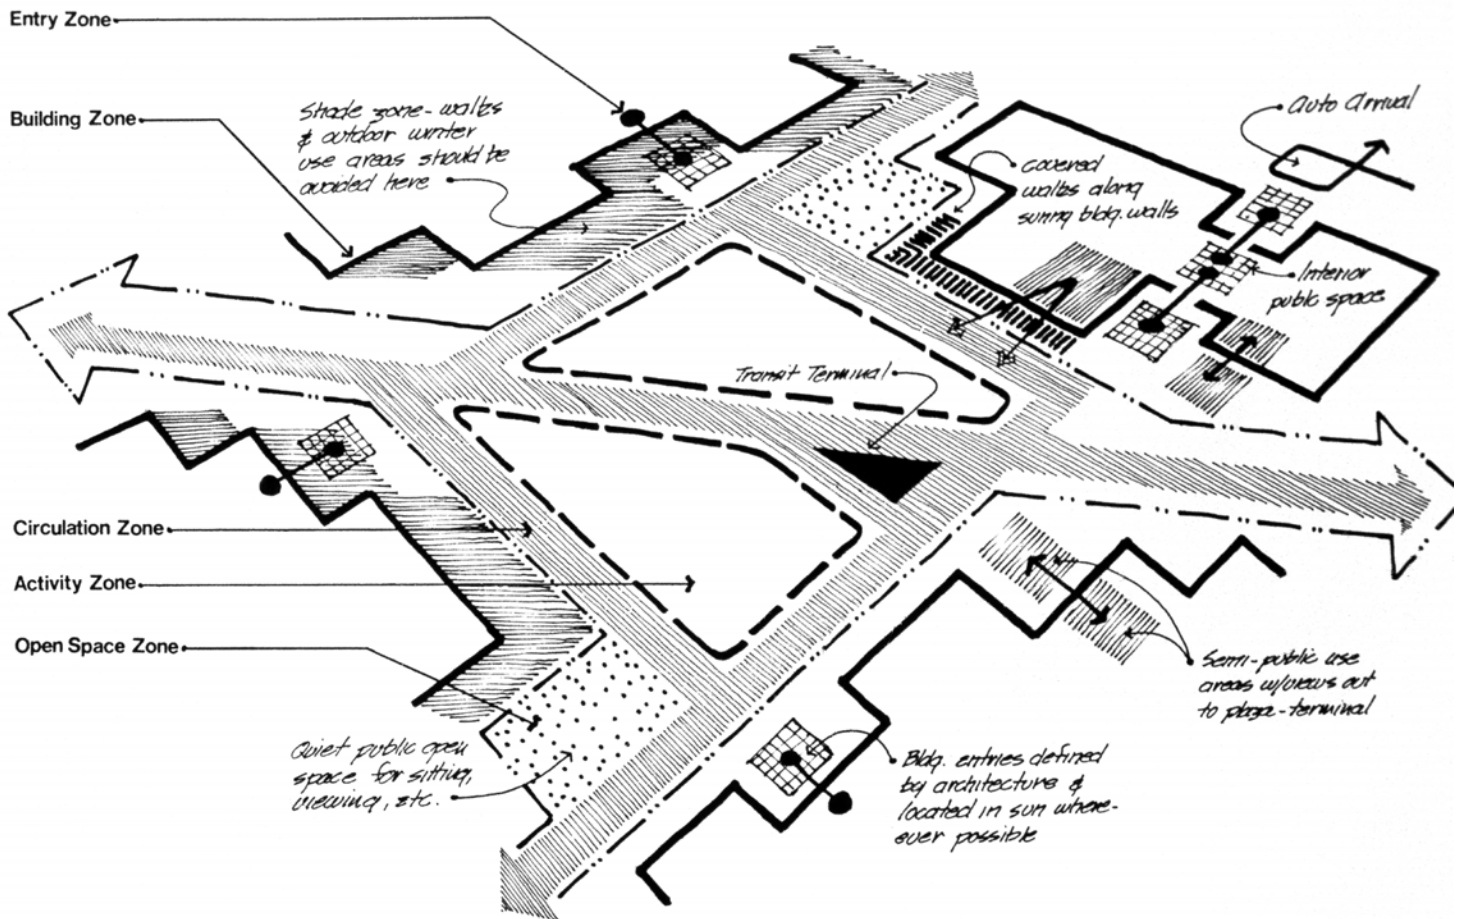 Entry Zone
Building Zone
Shade zone-walks
& outdoor winter
use areas should be
avoided here
Auto Arrival
covered
walks along
sunny bldg. walls
Interior
public space
Transit Terminal
Circulation Zone
Activity Zone
Open Space Zone
Quiet public open
space for sitting,
viewing, etc.
Semi-public use
areas w/views out
to plaza-terminal
Bldg. entries defined
by architecture &
located in sun where-
ever possible